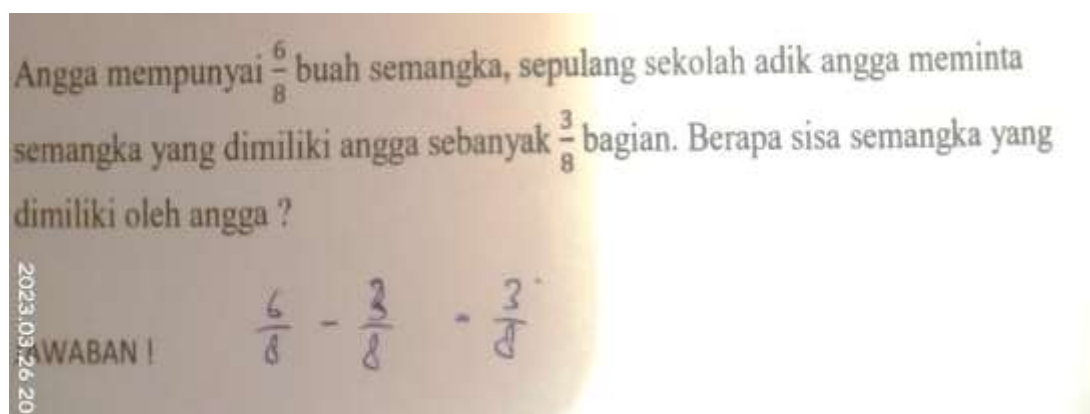 Angga mempunyai 6/8 buah semangka, sepulang sekolah adik angga meminta
semangka yang dimiliki angga sebanyak 3/8 bagian. Berapa sisa semangka yang
dimiliki oleh angga ?
6/8 - 3/8 - 3/8
AWABAN !
2023.03.26 20